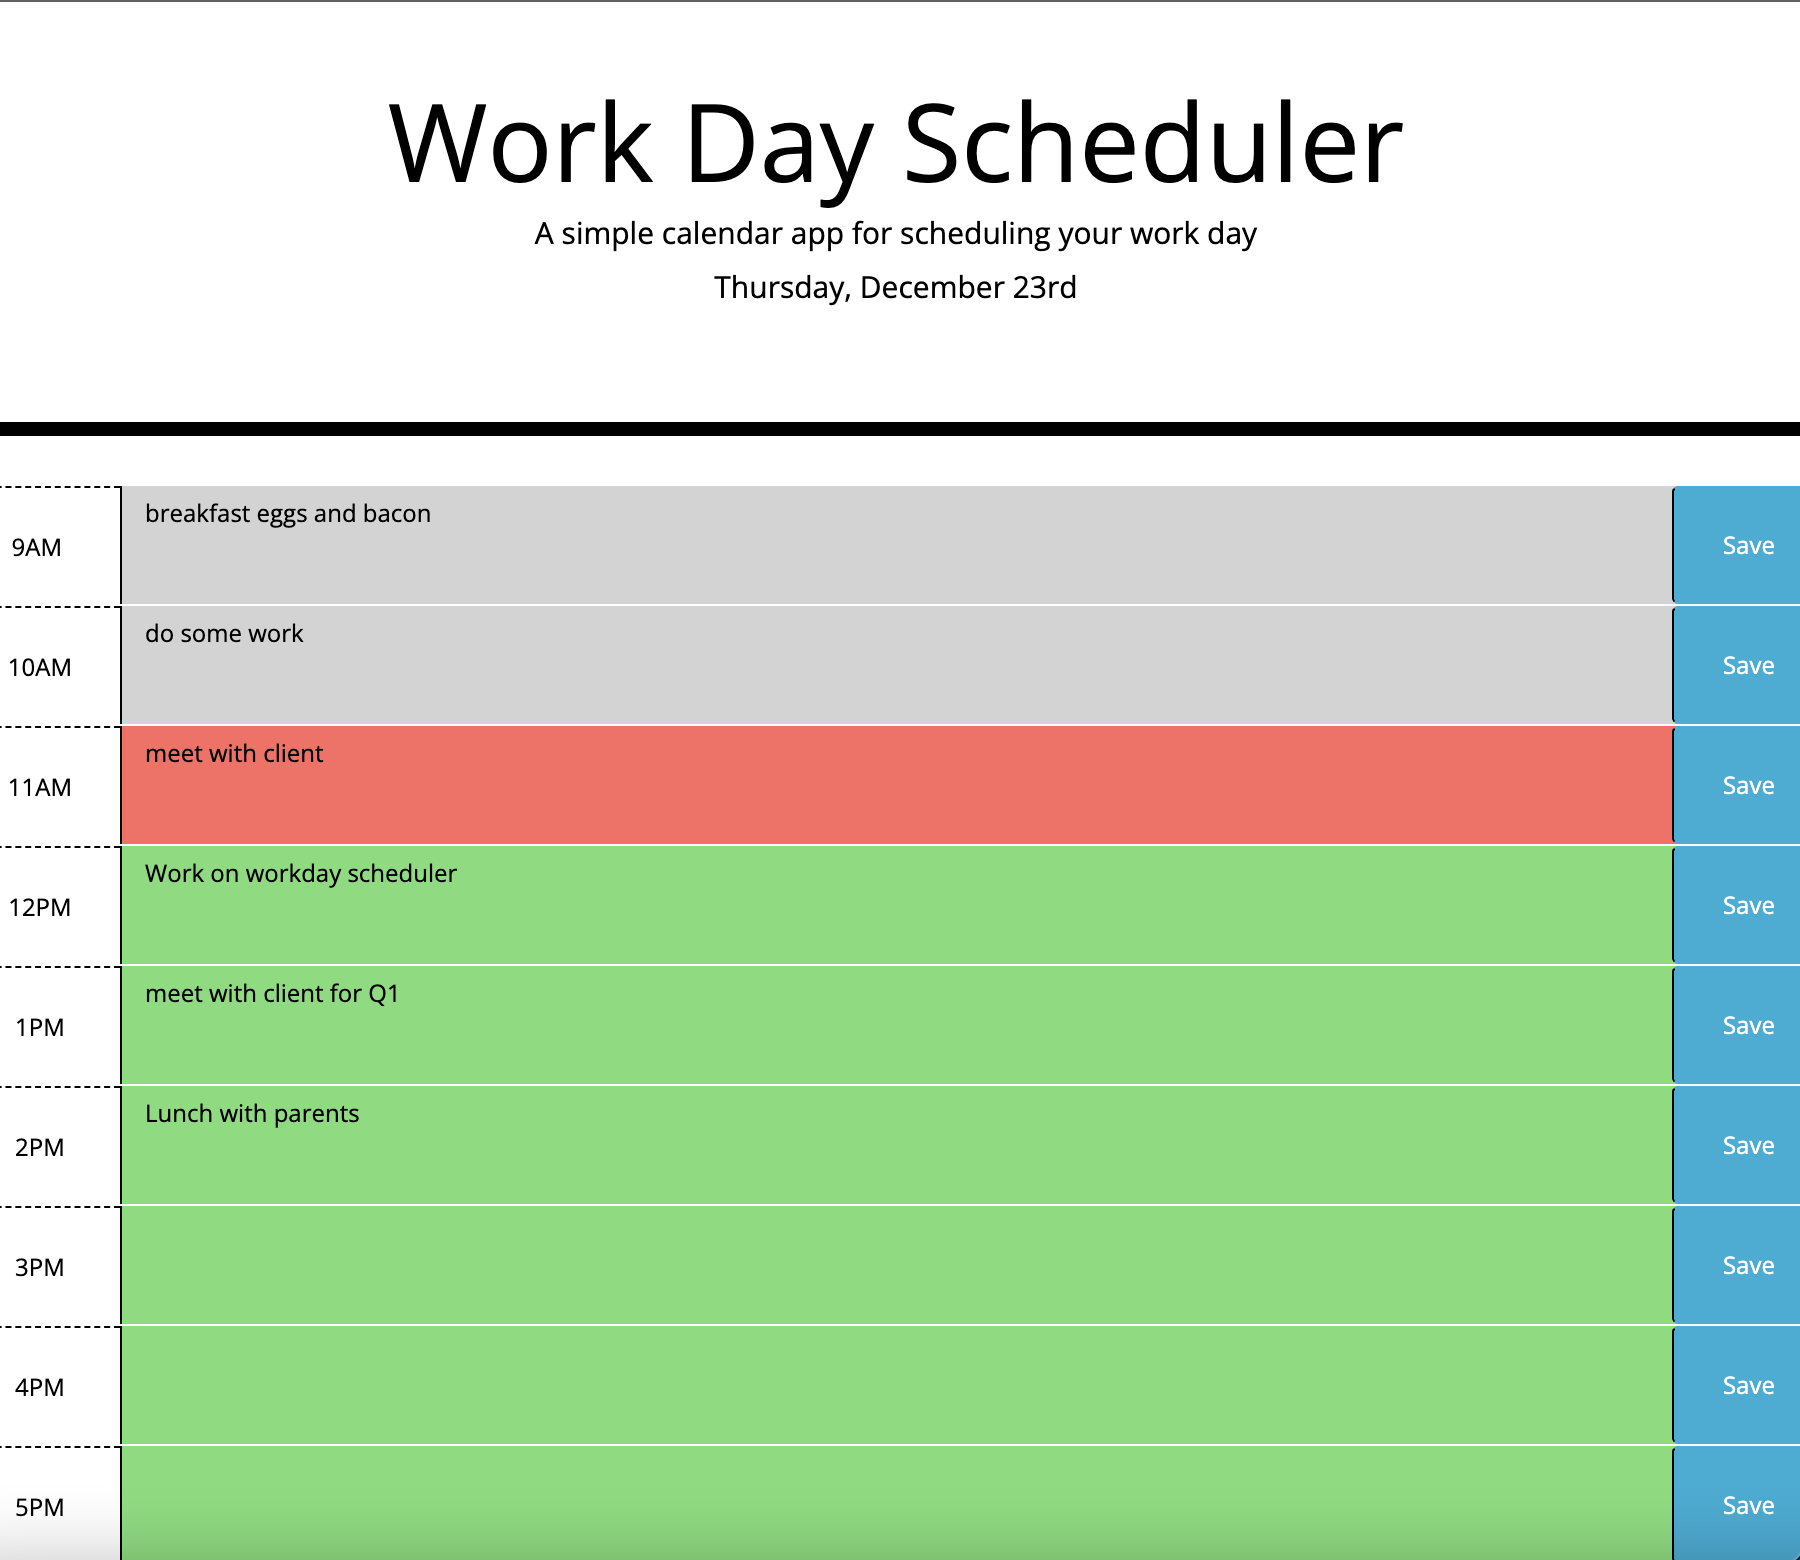 Work Day Scheduler
A simple calendar app for scheduling your work day
Thursday, December 23rd
9AM breakfast eggs and bacon Save
10AM do some work Save
11AM meet with client Save
12PM Work on workday scheduler Save
1PM meet with client for Q1 Save
2PM Lunch with parents Save
3PM Save
4PM Save
5PM Save